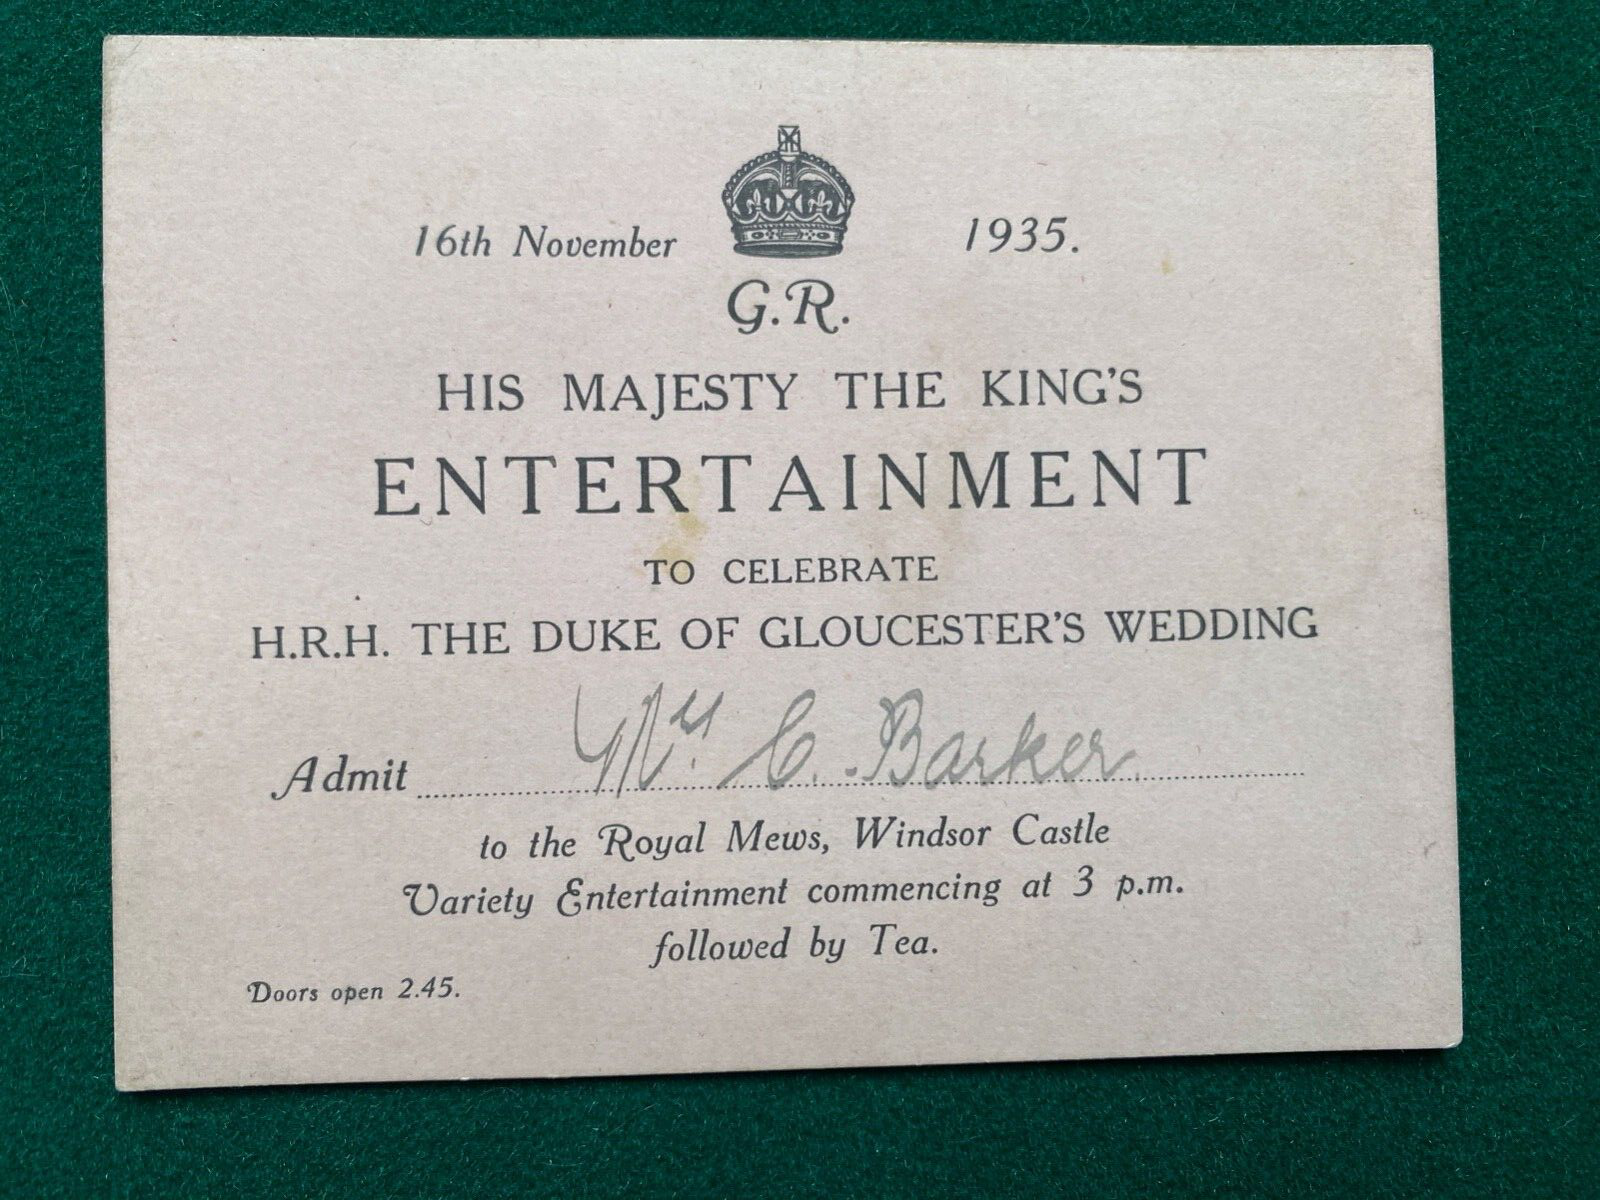 16th November 1935.
G.R.
HIS MAJESTY THE KING'S
ENTERTAINMENT
TO CELEBRATE
H.R.H. THE DUKE OF GLOUCESTER'S WEDDING
Admit C. Barker
to the Royal Mews, Windsor Castle
Variety Entertainment commencing at 3 p.m.
followed by Tea.
Doors open 2.45.